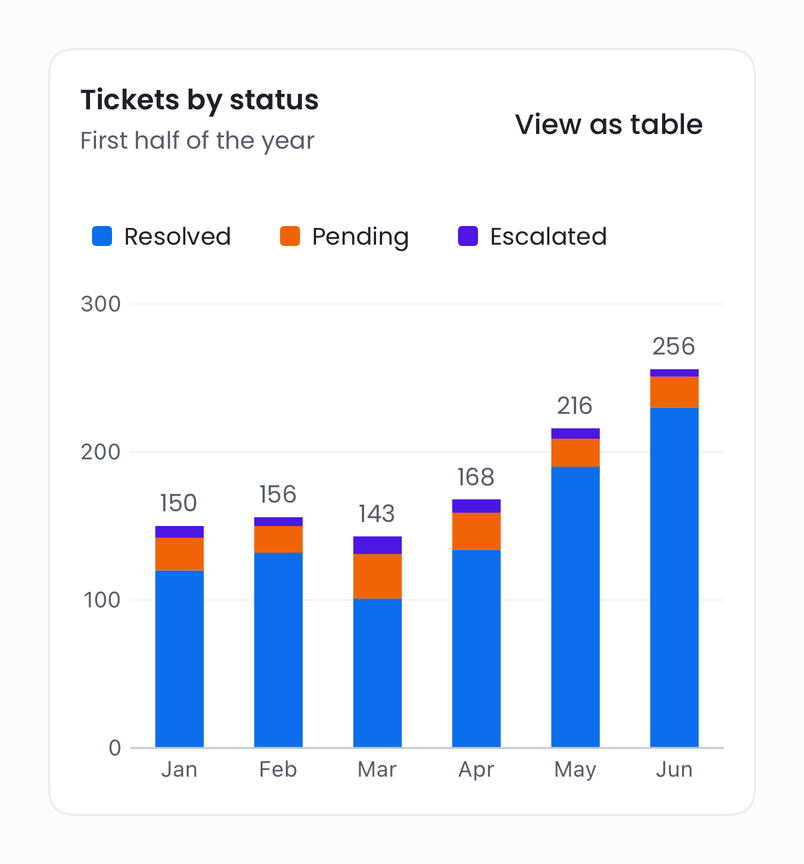 Tickets by status
First half of the year
View as table
Resolved
Pending
Escalated
300
200
100
0
150
156
143
168
216
256
Jan
Feb
Mar
Apr
May
Jun